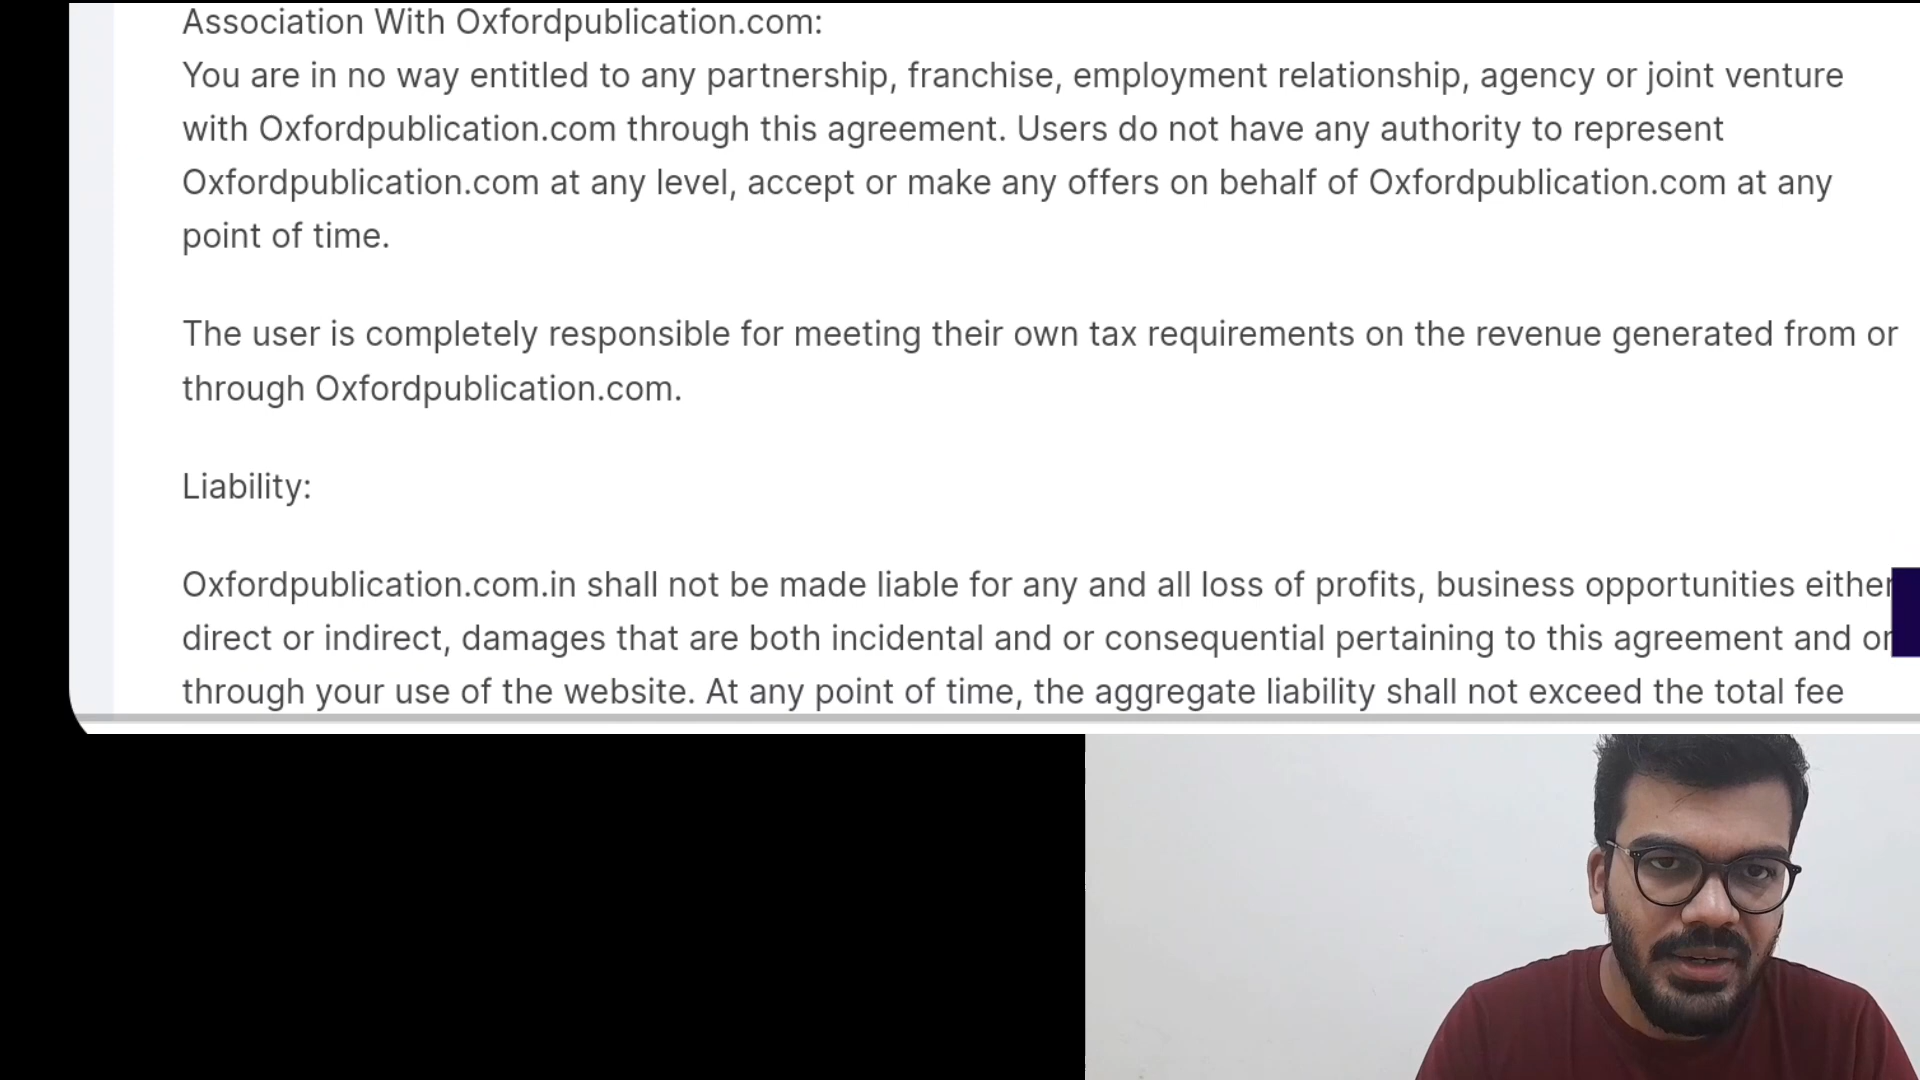 Association With Oxfordpublication.com:
You are in no way entitled to any partnership, franchise, employment relationship, agency or joint venture
with Oxfordpublication.com through this agreement. Users do not have any authority to represent
Oxfordpublication.com at any level, accept or make any offers on behalf of Oxfordpublication.com at any
point of time.
The user is completely responsible for meeting their own tax requirements on the revenue generated from or
through Oxfordpublication.com.
Liability:
Oxfordpublication.com.in shall not be made liable for any and all loss of profits, business opportunities either
direct or indirect, damages that are both incidental and or consequential pertaining to this agreement and or
through your use of the website. At any point of time, the aggregate liability shall not exceed the total fee